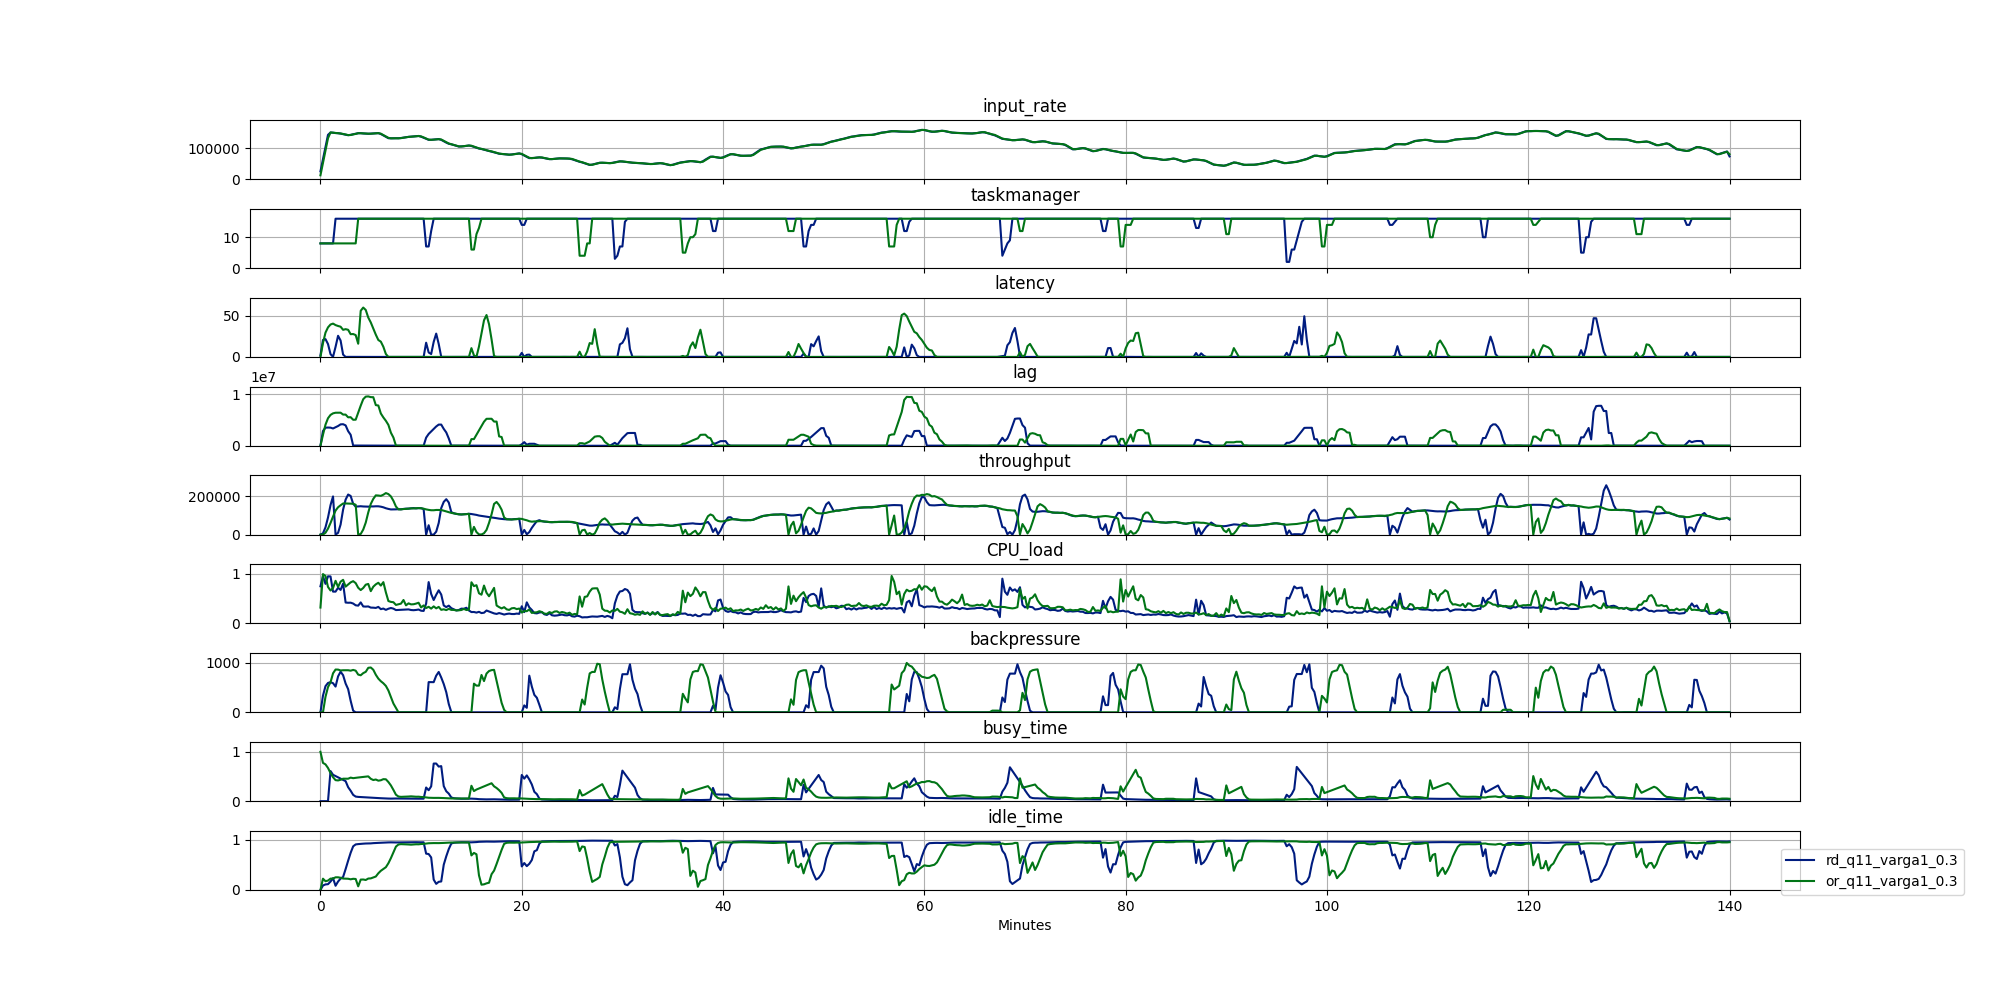 input_rate
100000
0
taskmanager
10
0
latency
50
0
1e7
lag
1
0
throughput
200000
0
CPU_load
1
0
backpressure
1000
0
busy_time
1
0
idle_time
1
0
0 20 40 60 80 100 120 140
Minutes
rd_q11_varga1_0.3
or_q11_varga1_0.3